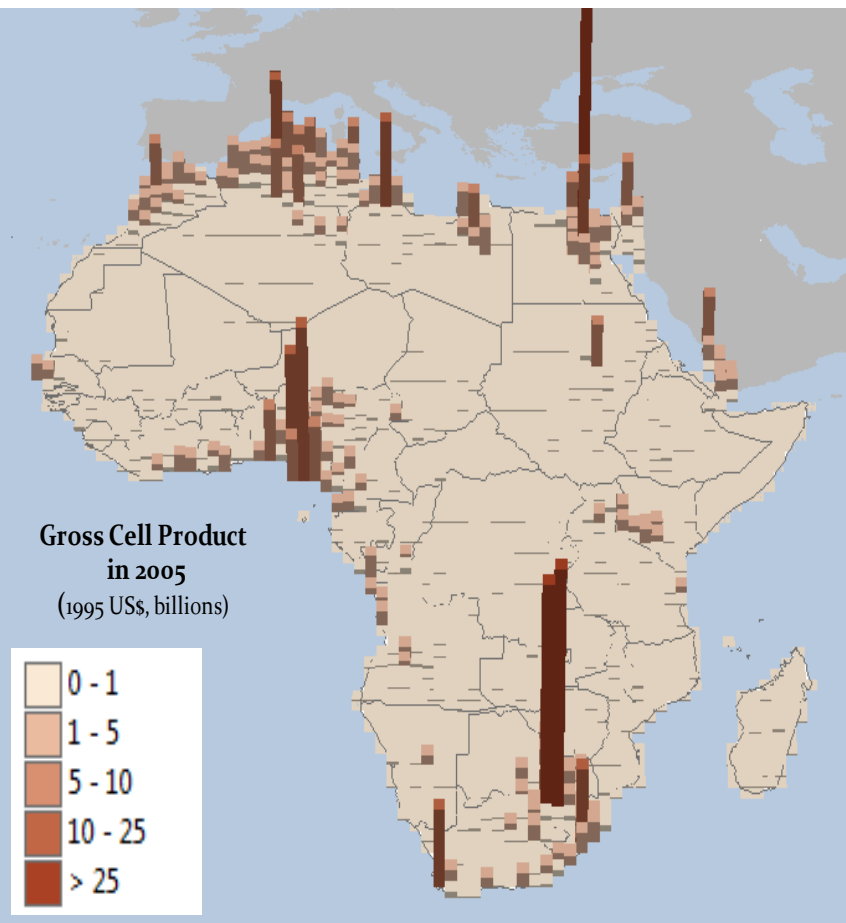 Gross Cell Product
in 2005
(1995 US$, billions)
0 - 1
1 - 5
5 - 10
10 - 25
> 25